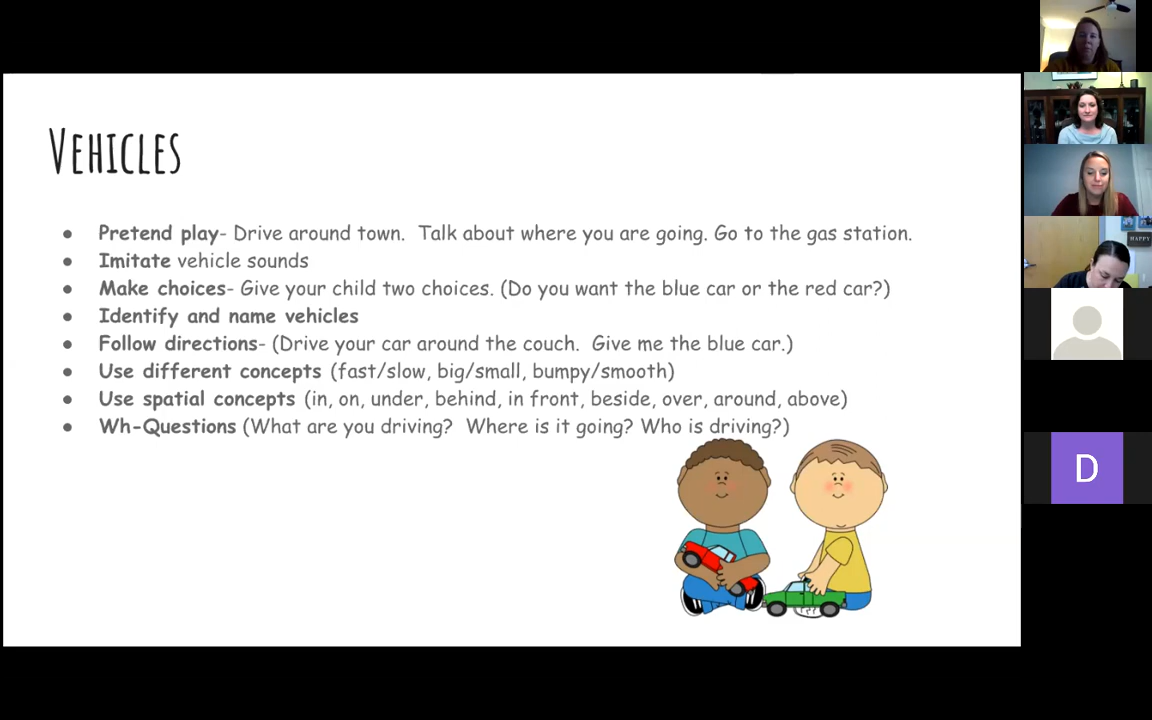 Vehicles
● Pretend play- Drive around town.  Talk about where you are going. Go to the gas station.
● Imitate vehicle sounds
● Make choices- Give your child two choices. (Do you want the blue car or the red car?)
● Identify and name vehicles
● Follow directions- (Drive your car around the couch.  Give me the blue car.)
● Use different concepts (fast/slow, big/small, bumpy/smooth)
● Use spatial concepts (in, on, under, behind, in front, beside, over, around, above)
● Wh-Questions (What are you driving?  Where is it going? Who is driving?)
HAPPY
D